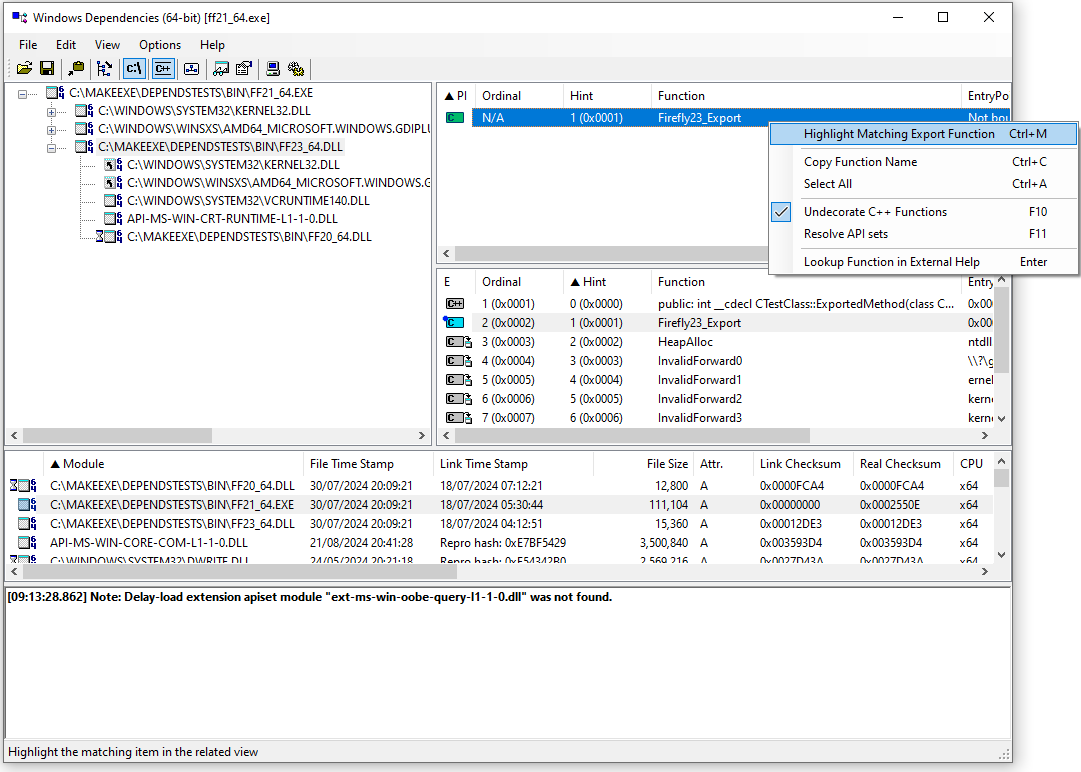 Windows Dependencies (64-bit) [ff21_64.exe]
File Edit View Options Help
C:\ C++
C:\MAKEEXE\DEPENDSTESTS\BIN\FF21_64.EXE
C:\WINDOWS\SYSTEM32\KERNEL32.DLL
C:\WINDOWS\WINSXS\AMD64_MICROSOFT.WINDOWS.GDIPLU
C:\MAKEEXE\DEPENDSTESTS\BIN\FF23_64.DLL
C:\WINDOWS\SYSTEM32\KERNEL32.DLL
C:\WINDOWS\WINSXS\AMD64_MICROSOFT.WINDOWS.G
C:\WINDOWS\SYSTEM32\VCRUNTIME140.DLL
API-MS-WIN-CRT-RUNTIME-L1-1-0.DLL
C:\MAKEEXE\DEPENDSTESTS\BIN\FF20_64.DLL
PI Ordinal Hint Function EntryPo
C N/A 1 (0x0001) Firefly23_Export Not bou
Highlight Matching Export Function Ctrl+M
Copy Function Name Ctrl+C
Select All Ctrl+A
Undecorate C++ Functions F10
Resolve API sets F11
Lookup Function in External Help Enter
E Ordinal Hint Function Entry
C++ 1 (0x0001) 0 (0x0000) public: int __cdecl CTestClass::ExportedMethod(class C... 0x00
C 2 (0x0002) 1 (0x0001) Firefly23_Export 0x00
C 3 (0x0003) 2 (0x0002) HeapAlloc ntdll
C 4 (0x0004) 3 (0x0003) InvalidForward0 \\?\g
C 5 (0x0005) 4 (0x0004) InvalidForward1 ernel
C 6 (0x0006) 5 (0x0005) InvalidForward2 kerne
C 7 (0x0007) 6 (0x0006) InvalidForward3 kerne
Module File Time Stamp Link Time Stamp File Size Attr. Link Checksum Real Checksum CPU
C:\MAKEEXE\DEPENDSTESTS\BIN\FF20_64.DLL 30/07/2024 20:09:21 18/07/2024 07:12:21 12,800 A 0x0000FCA4 0x0000FCA4 x64
C:\MAKEEXE\DEPENDSTESTS\BIN\FF21_64.EXE 30/07/2024 20:09:21 18/07/2024 05:30:44 111,104 A 0x00000000 0x0002550E x64
C:\MAKEEXE\DEPENDSTESTS\BIN\FF23_64.DLL 30/07/2024 20:09:21 18/07/2024 04:12:51 15,360 A 0x00012DE3 0x00012DE3 x64
API-MS-WIN-CORE-COM-L1-1-0.DLL 21/08/2024 20:41:28 Repro hash: 0xE7BF5429 3,500,840 A 0x003593D4 0x003593D4 x64
C:\WINDOWS\SYSTEM32\DWRITE.DLL 24/05/2024 20:21:18 Repro hash: 0xF54342B0 2,569,216 A 0x0027D43A 0x0027D43A x64
[09:13:28.862] Note: Delay-load extension apiset module "ext-ms-win-oobe-query-l1-1-0.dll" was not found.
Highlight the matching item in the related view